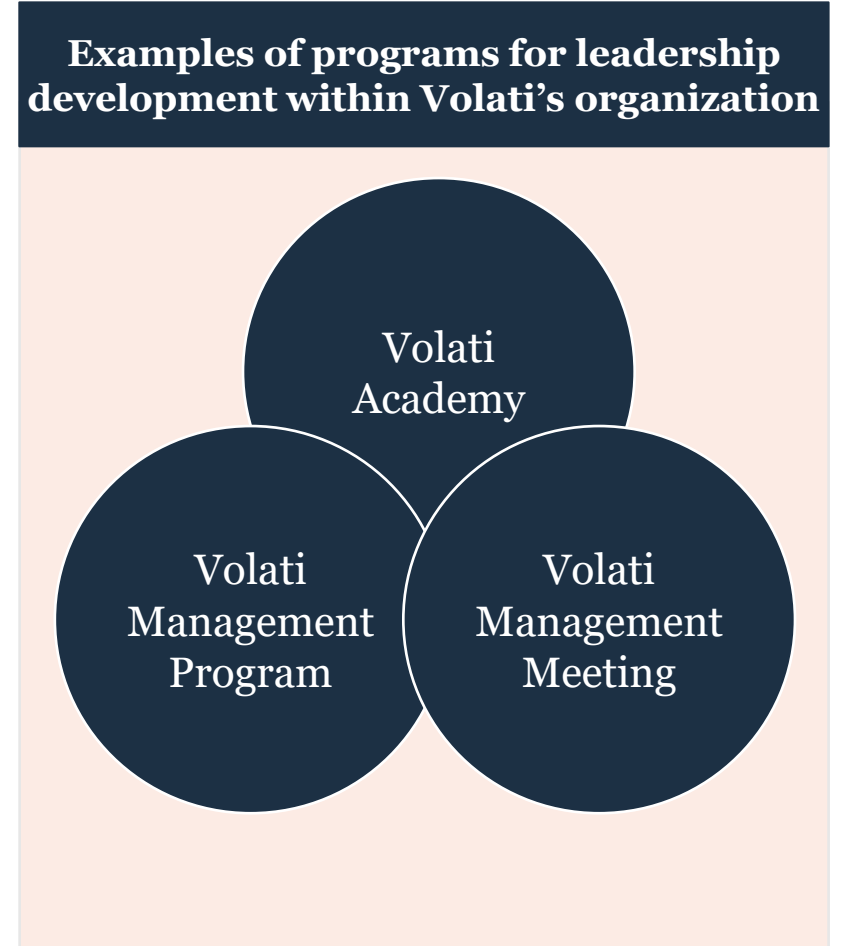 Examples of programs for leadership
development within Volati’s organization
Volati
Academy
Volati
Management
Program
Volati
Management
Meeting